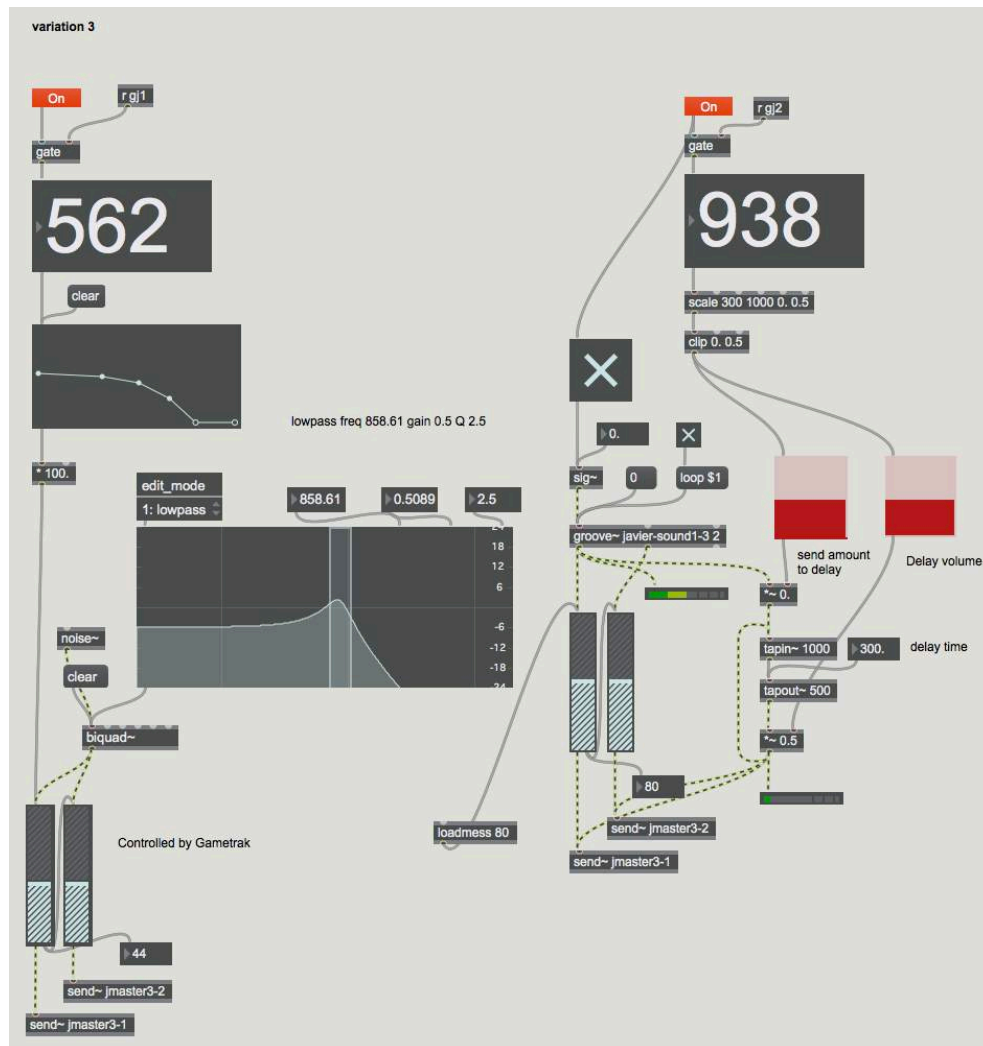 variation 3
On
r gj1
gate
562
clear
* 100.
lowpass freq 858.61 gain 0.5 Q 2.5
edit_mode
1: lowpass
858.61
0.5089
2.5
24
18
12
6
-6
-12
-18
24
noise~
clear
biquad~
Controlled by Gametrak
44
send~ jmaster3-2
send~ jmaster3-1
On
r gj2
gate
938
scale 300 1000 0. 0.5
clip 0. 0.5
0.
sig~
0
loop $1
groove~ javier-sound1-3 2
send amount
to delay
Delay volume
*~ 0.
tapin~ 1000
300.
delay time
tapout~ 500
*~ 0.5
80
loadmess 80
send~ jmaster3-2
send~ jmaster3-1